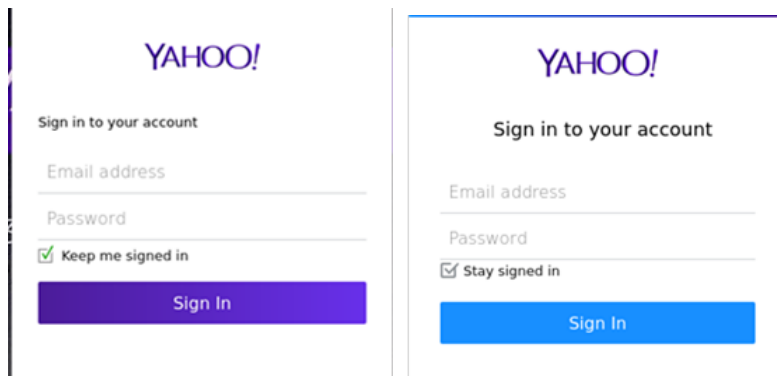 YAHOO!
Sign in to your account
Email address
Password
Keep me signed in
Sign In
YAHOO!
Sign in to your account
Email address
Password
Stay signed in
Sign In